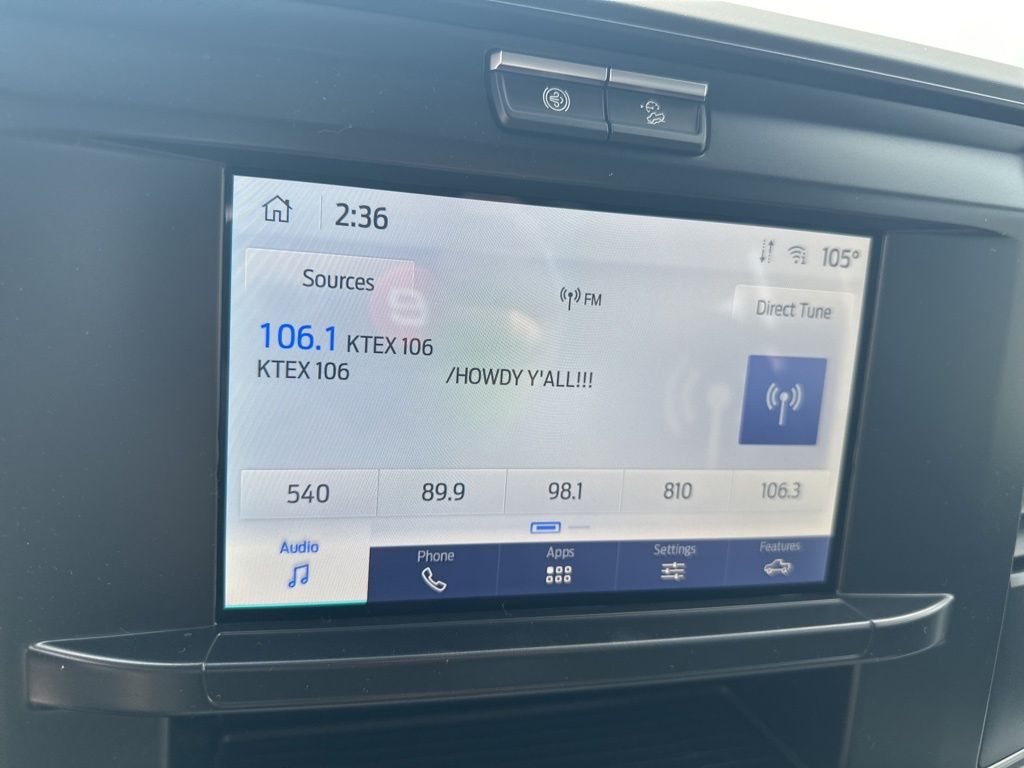 2:36
105°
Sources
FM
Direct Tune
106.1 KTEX 106
KTEX 106
/HOWDY Y'ALL!!!
540
89.9
98.1
810
106.3
Audio
Phone
Apps
Settings
Features